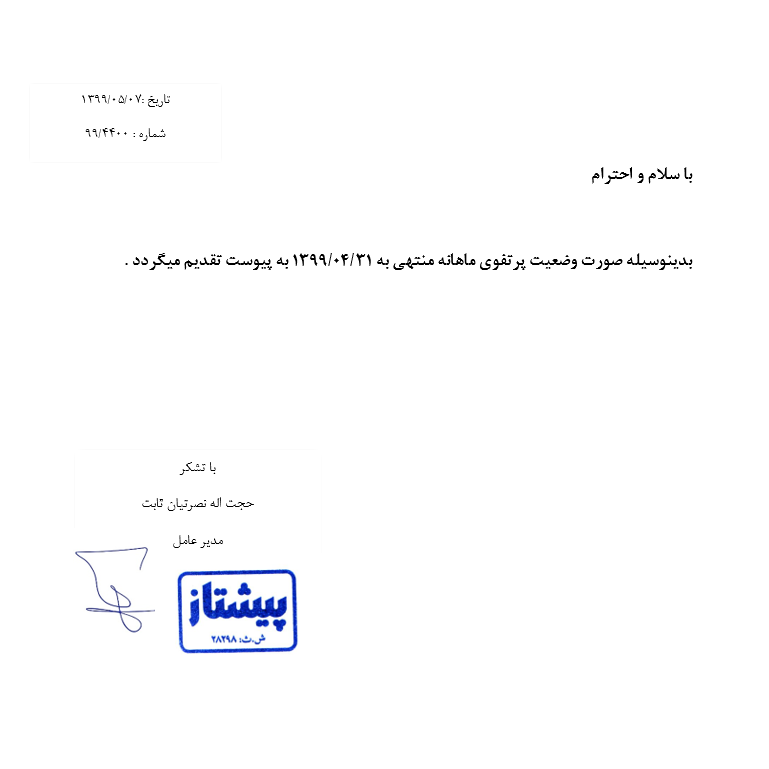 تاریخ :۱۳۹۹/۰۵/۰۷
شماره : ۹۹/۴۴۰۰
با سلام و احترام
بدینوسیله صورت وضعیت پرتفوی ماهانه منتهی به ۱۳۹۹/۰۴/۳۱ به پیوست تقدیم میگردد .
با تشکر
حجت اله نصرتیان ثابت
مدیر عامل
پیشتاز
ش.ث: ۲۸۲۹۸